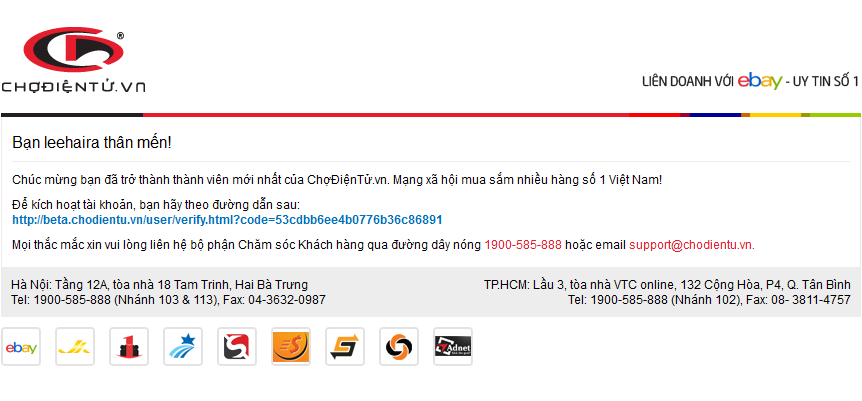 ®
CHỢĐIỆNTỬ.VN
LIÊN DOANH VỚI ebay - UY TIN SỐ 1
Bạn leehaira thân mến!
Chúc mừng bạn đã trở thành thành viên mới nhất của ChợĐiệnTử.vn. Mạng xã hội mua sắm nhiều hàng số 1 Việt Nam!
Để kích hoạt tài khoản, bạn hãy theo đường dẫn sau:
http://beta.chodientu.vn/user/verify.html?code=53cdbb6ee4b0776b36c86891
Mọi thắc mắc xin vui lòng liên hệ bộ phận Chăm sóc Khách hàng qua đường dây nóng 1900-585-888 hoặc email support@chodientu.vn.
Hà Nội: Tầng 12A, tòa nhà 18 Tam Trinh, Hai Bà Trưng
Tel: 1900-585-888 (Nhánh 103 & 113), Fax: 04-3632-0987
TP.HCM: Lầu 3, tòa nhà VTC online, 132 Cộng Hòa, P4, Q. Tân Bình
Tel: 1900-585-888 (Nhánh 102), Fax: 08- 3811-4757
ebay
Adnet